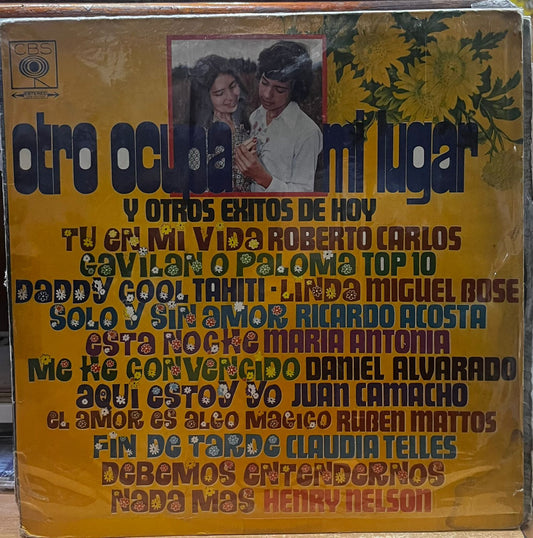 CBS
ESTEREO
otro ocupa mi lugar
Y OTROS EXITOS DE HOY
TU EN MI VIDA ROBERTO CARLOS
GAVILAN O PALOMA TOP 10
DADDY COOL TAHITI - LINDA MIGUEL BOSE
SOLO Y SIN AMOR RICARDO ACOSTA
ESTA NOCHE MARIA ANTONIA
ME HE CONVENCIDO DANIEL ALVARADO
AQUI ESTOY YO JUAN CAMACHO
EL AMOR ES ALGO MAGICO RUBEN MATTOS
FIN DE TARDE CLAUDIA TELLES
DEBEMOS ENTENDERNOS
NADA MAS HENRY NELSON